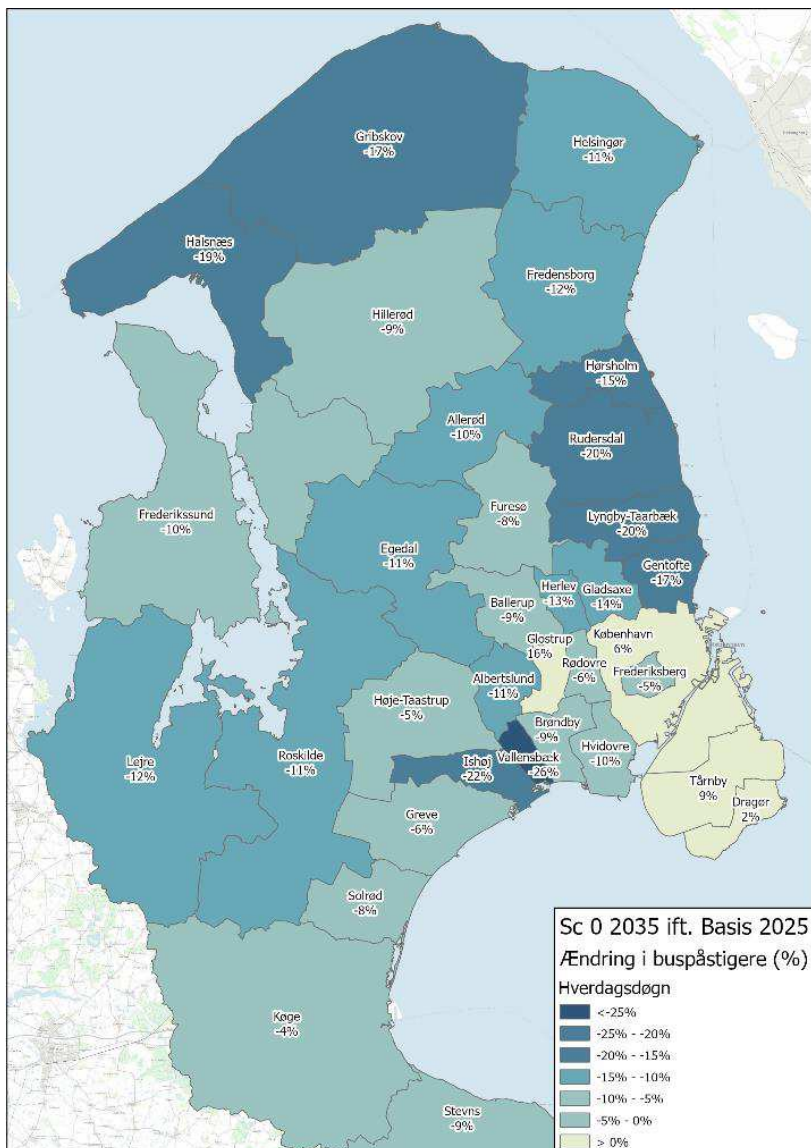 Gribskov
-17%
Helsingør
-11%
Halsnæs
-19%
Fredensborg
-12%
Hillerød
-9%
Hørsholm
-15%
Allerød
-10%
Rudersdal
-20%
Frederikssund
-10%
Furesø
-8%
Lyngby-Taarbæk
-20%
Egedal
-11%
Gentofte
-17%
Ballerup
-9%
Herlev
-13%
Gladsaxe
-14%
Glostrup
16%
København
6%
Rødovre
-6%
Frederiksberg
-5%
Albertslund
-11%
Høje-Taastrup
-5%
Brøndby
-9%
Hvidovre
-10%
Lejre
-12%
Roskilde
-11%
Ishøj
-22%
Vallensbæk
-26%
Tårnby
9%
Dragør
2%
Greve
-6%
Solrød
-8%
Køge
-4%
Stevns
-9%
Sc 0 2035 ift. Basis 2025
Ændring i buspåstigere (%)
Hverdagsdøgn
<-25%
-25% - -20%
-20% - -15%
-15% - -10%
-10% - -5%
-5% - 0%
> 0%